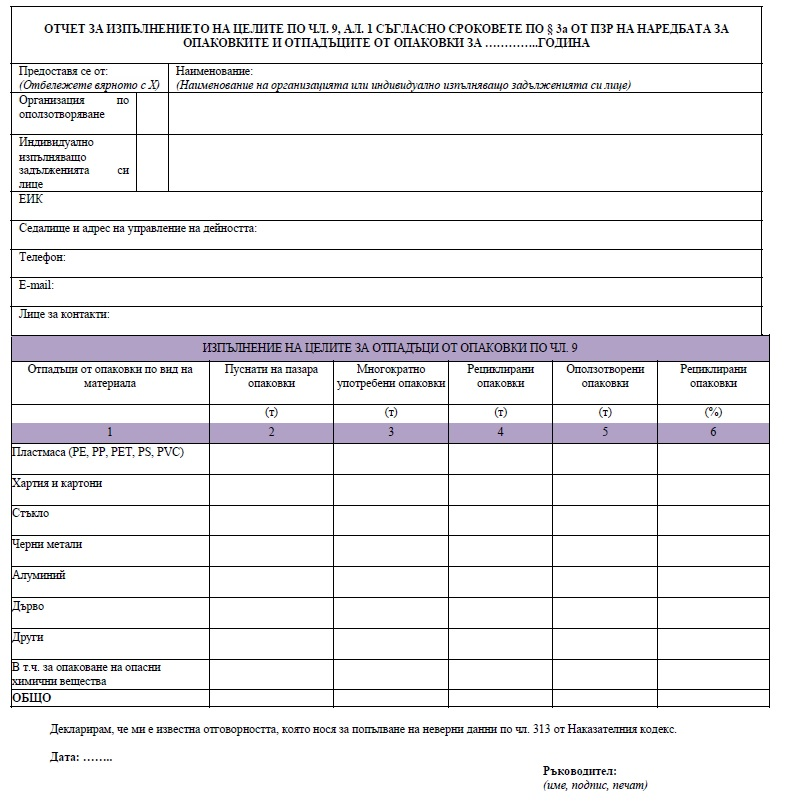 ОТЧЕТ ЗА ИЗПЪЛНЕНИЕТО НА ЦЕЛИТЕ ПО ЧЛ. 9, АЛ. 1 СЪГЛАСНО СРОКОВЕТЕ ПО § 3а ОТ ПЗР НА НАРЕДБАТА ЗА
ОПАКОВКИТЕ И ОТПАДЪЦИТЕ ОТ ОПАКОВКИ ЗА …………..ГОДИНА
Предоставя се от:
(Отбележете вярното с Х)
Наименование:
(Наименование на организацията или индивидуално изпълняващо задълженията си лице)
Организация по
оползотворяване
Индивидуално
изпълняващо
задълженията си
лице
ЕИК
Седалище и адрес на управление на дейността:
Телефон:
E-mail:
Лице за контакти:
ИЗПЪЛНЕНИЕ НА ЦЕЛИТЕ ЗА ОТПАДЪЦИ ОТ ОПАКОВКИ ПО ЧЛ. 9
Отпадъци от опаковки по вид на
материала
Пуснати на пазара
опаковки
Многократно
употребени опаковки
Рециклирани
опаковки
Оползотворени
опаковки
Рециклирани
опаковки
(т) (т) (т) (т) (%)
1 2 3 4 5 6
Пластмаса (PE, PP, PET, PS, PVC)
Хартия и картони
Стъкло
Черни метали
Алуминий
Дърво
Други
В т.ч. за опаковане на опасни
химични вещества
ОБЩО
Декларирам, че ми е известна отговорността, която нося за попълване на неверни данни по чл. 313 от Наказателния кодекс.
Дата: ……..
Ръководител:
(име, подпис, печат)